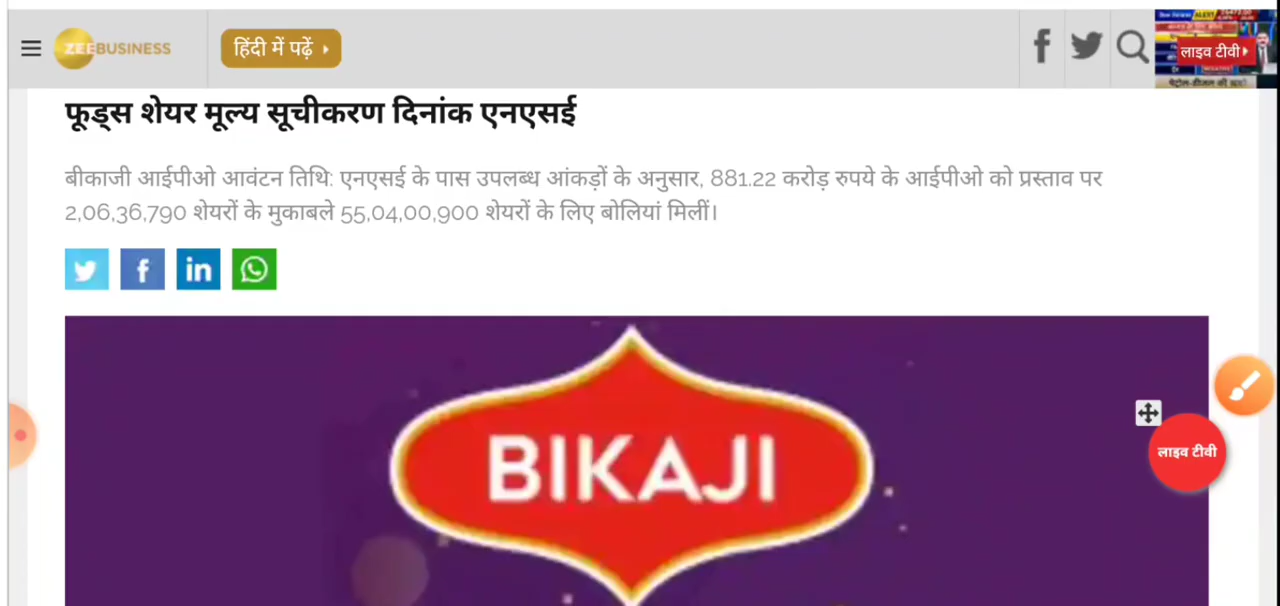 ZEEBUSINESS
हिंदी में पढ़ें
लाइव टीवी
फूड्स शेयर मूल्य सूचीकरण दिनांक एनएसई
बीकाजी आईपीओ आवंटन तिथि: एनएसई के पास उपलब्ध आंकड़ों के अनुसार, 881.22 करोड़ रुपये के आईपीओ को प्रस्ताव पर
2,06,36,790 शेयरों के मुकाबले 55,04,00,900 शेयरों के लिए बोलियां मिलीं।
BIKAJI
लाइव टीवी